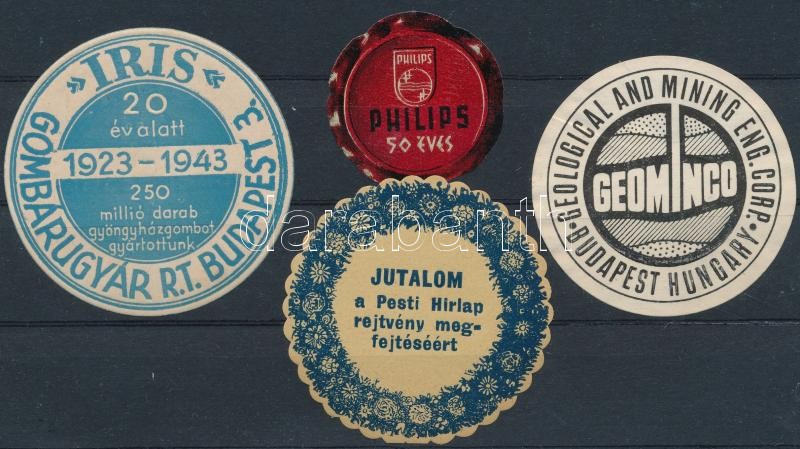 »IRIS«
GOMBÁRUGYÁR R.T. BUDAPEST 3.
20
év alatt
1923-1943
250
millió darab
gyöngyházgombot
gyártottunk
PHILIPS
PHILIPS
50 ÉVES
JUTALOM
a Pesti Hirlap
rejtvény meg-
fejtéséért
GEOLOGICAL AND MINING ENG. CORP.
GEOMINCO
• BUDAPEST HUNGARY •
darabanth